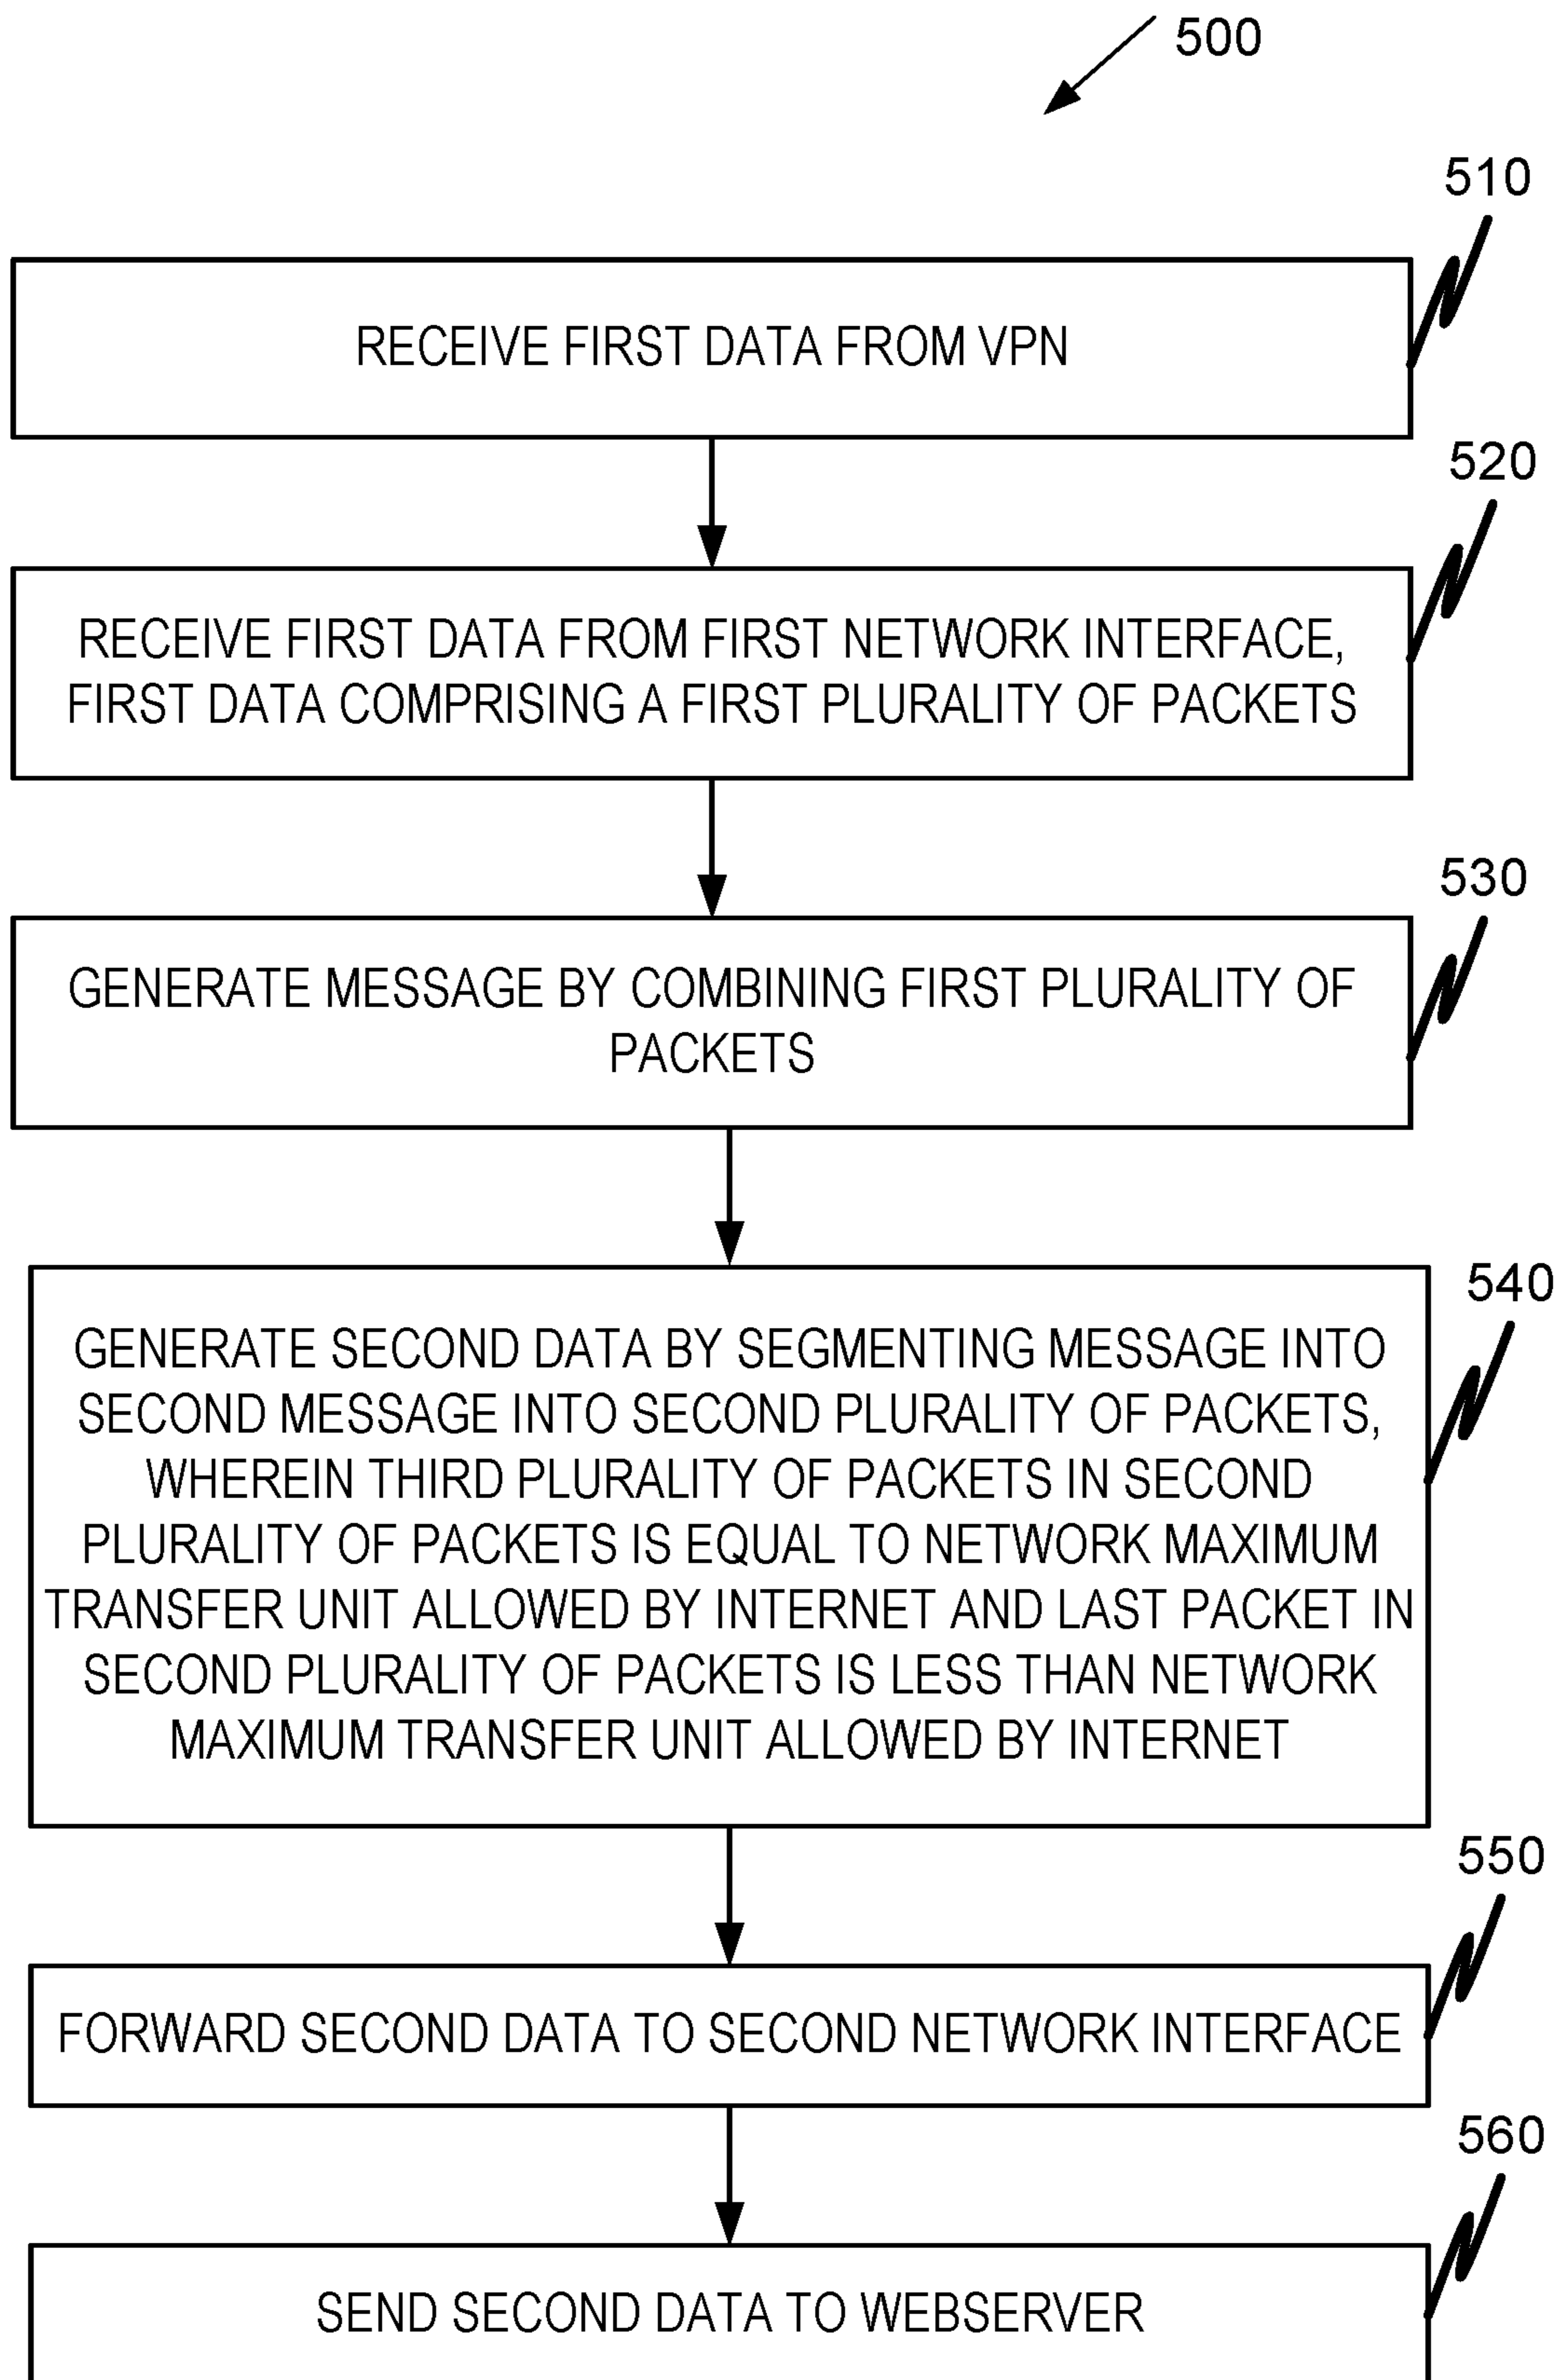 500
510
RECEIVE FIRST DATA FROM VPN
520
RECEIVE FIRST DATA FROM FIRST NETWORK INTERFACE,
FIRST DATA COMPRISING A FIRST PLURALITY OF PACKETS
530
GENERATE MESSAGE BY COMBINING FIRST PLURALITY OF
PACKETS
540
GENERATE SECOND DATA BY SEGMENTING MESSAGE INTO
SECOND MESSAGE INTO SECOND PLURALITY OF PACKETS,
WHEREIN THIRD PLURALITY OF PACKETS IN SECOND
PLURALITY OF PACKETS IS EQUAL TO NETWORK MAXIMUM
TRANSFER UNIT ALLOWED BY INTERNET AND LAST PACKET IN
SECOND PLURALITY OF PACKETS IS LESS THAN NETWORK
MAXIMUM TRANSFER UNIT ALLOWED BY INTERNET
550
FORWARD SECOND DATA TO SECOND NETWORK INTERFACE
560
SEND SECOND DATA TO WEBSERVER